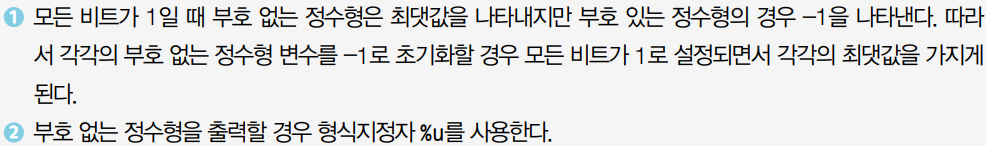 ❶ 모든 비트가 1일 때 부호 없는 정수형은 최댓값을 나타내지만 부호 있는 정수형의 경우 –1을 나타낸다. 따라
서 각각의 부호 없는 정수형 변수를 –1로 초기화할 경우 모든 비트가 1로 설정되면서 각각의 최댓값을 가지게
된다.
❷ 부호 없는 정수형을 출력할 경우 형식지정자 %u를 사용한다.